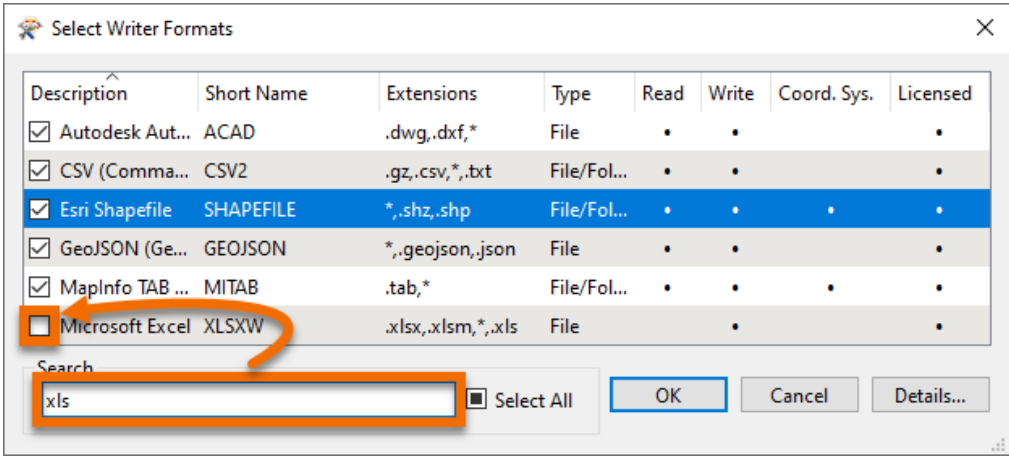 Select Writer Formats
Description Short Name Extensions Type Read Write Coord. Sys. Licensed
Autodesk Aut... ACAD .dwg,.dxf,* File • • •
CSV (Comma... CSV2 .gz,.csv,*,.txt File/Fol... • • •
Esri Shapefile SHAPEFILE *,.shz,.shp File/Fol... • • • •
GeoJSON (Ge... GEOJSON *,.geojson,.json File • • •
MapInfo TAB ... MITAB .tab,* File/Fol... • • • •
Microsoft Excel XLSXW .xlsx,.xlsm,*,.xls File • •
Search
xls Select All OK Cancel Details...